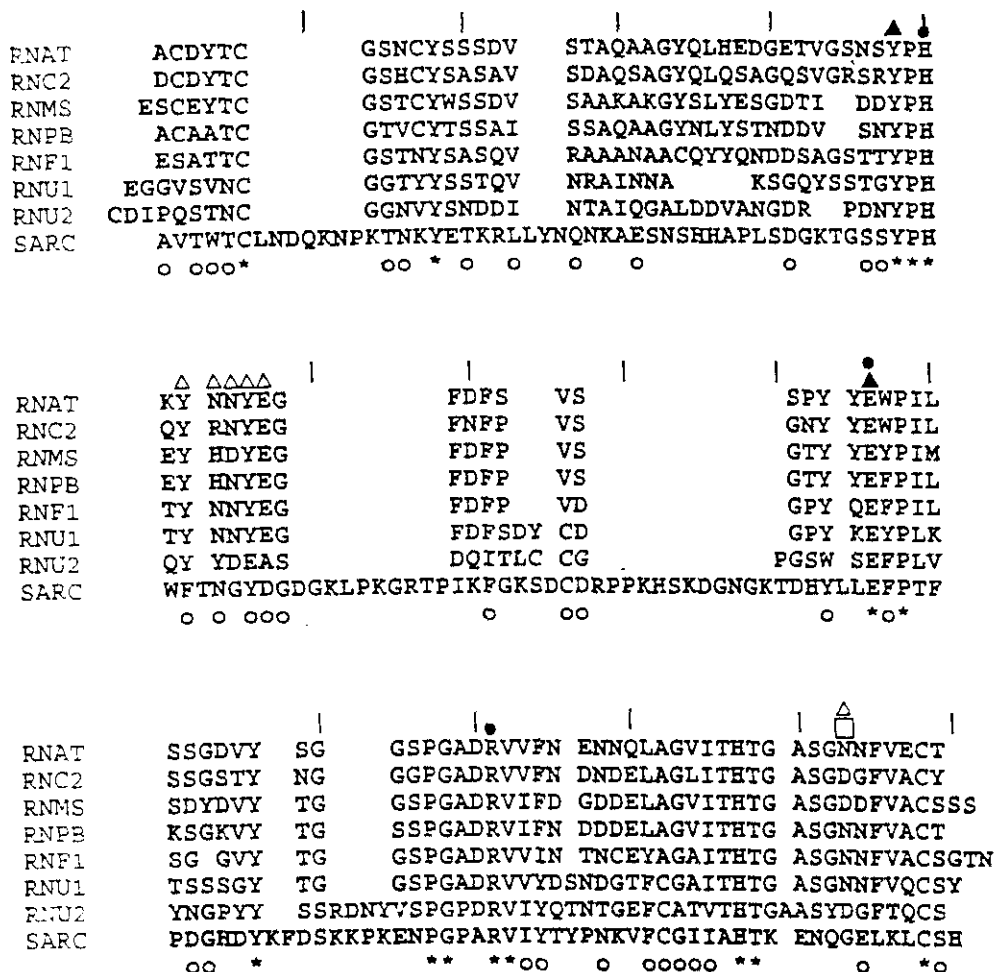 RNAT ACDYTC GSNCYSSSDV STAQAAGYQLHEDGETVGSNSYPH
RNC2 DCDYTC GSHCYSASAV SDAQSAGYQLQSAGQSVGRSRYPH
RNMS ESCEYTC GSTCYWSSDV SAAKAKGYSLYESGDTI DDYPH
RNPB ACAATC GTVCYTSSAI SSAQAAGYNLYSTNDDV SNYPH
RNF1 ESATTC GSTNYSASQV RAAANAACQYYQNDDSAGSTTYPH
RNU1 EGGVSVNC GGTYYSSTQV NRAINNA KSGQYSSTGYPH
RNU2 CDIPQSTNC GGNVYSNDDI NTAIQGALDDVANGDR PDNYPH
SARC AVTWTCLNDQKNPKTNKYETKRLLYNQNKAESNSHHAPLSDGKTGSSYPH
RNAT KY NNYEG FDFS VS SPY YEWPIL
RNC2 QY RNYEG FNFP VS GNY YEWPIL
RNMS EY HDYEG FDFP VS GTY YEYPIM
RNPB EY HNYEG FDFP VS GTY YEFPIL
RNF1 TY NNYEG FDFP VD GPY QEFPIL
RNU1 TY NNYEG FDFSDY CD GPY KEYPLK
RNU2 QY YDEAS DQITLC CG PGSW SEFPLV
SARC WFTNGYDGDGKLPKGRTPIKFGKSDCDRPPKHSKDGNGKTDHYLLEFPTF
RNAT SSGDVY SG GSPGADRVVFN ENNQLAGVITHTG ASGNNFVECT
RNC2 SSGSTY NG GGPGADRVVFN DNDELAGLITHTG ASGDGFVACY
RNMS SDYDVY TG GSPGADRVIFD GDDELAGVITHTG ASGDDFVACSSS
RNPB KSGKVY TG SSPGADRVIFN DDDELAGVITHTG ASGNNFVACT
RNF1 SG GVY TG GSPGADRVVIN TNCEYAGAITHTG ASGNNFVACSGTN
RNU1 TSSSGY TG GSPGADRVVYDSNDGTFCGAITHTG ASGNNFVQCSY
RNU2 YNGPYY SSRDNYVSPGPDRVIYQTNTGEFCATVTHTGAASYDGFTQCS
SARC PDGHDYKFDSKKPKENPGPARVIYTYPNKVFCGIIAHTK ENQGELKLCSH